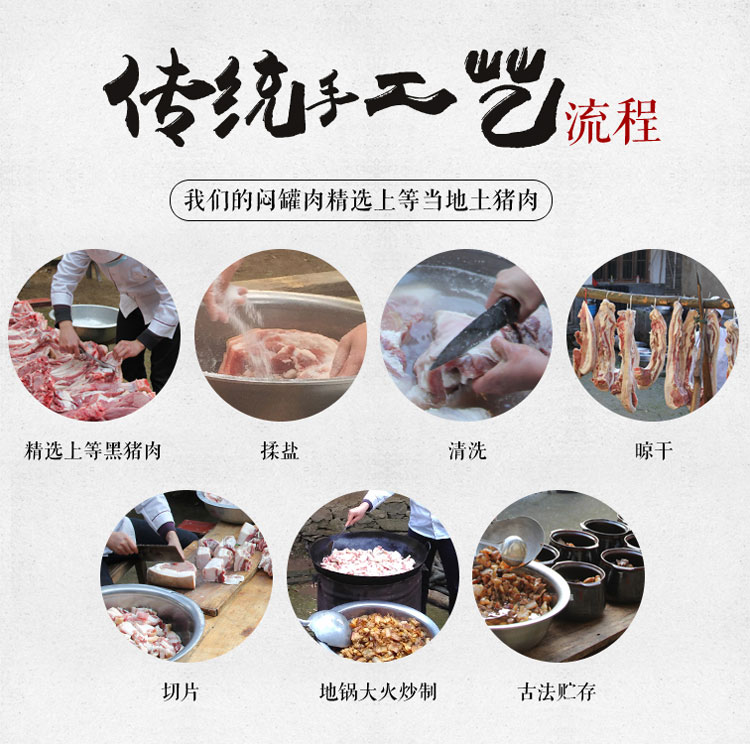 传统手工艺流程
我们的闷罐肉精选上等当地土猪肉
精选上等黑猪肉
揉盐
清洗
晾干
切片
地锅大火炒制
古法贮存